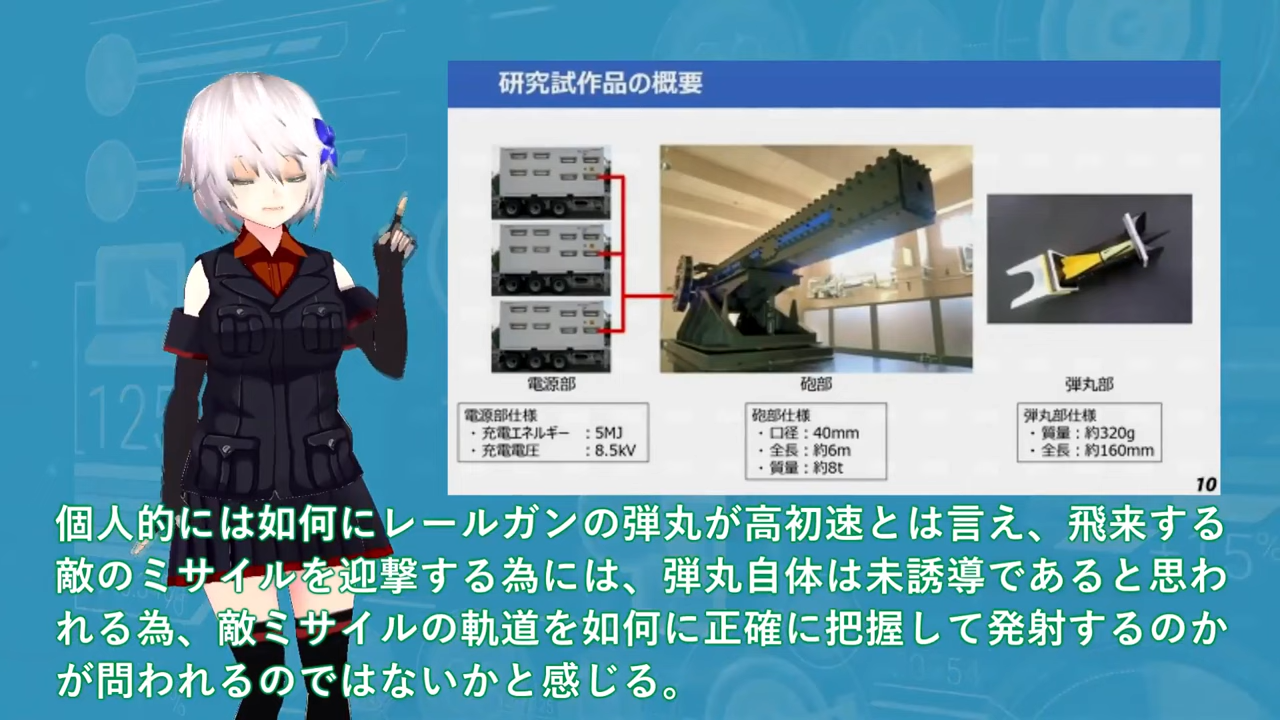 研究試作品の概要
電源部
砲部
弾丸部
電源部仕様
・充電エネルギー ：5MJ
・充電電圧 ：8.5kV
砲部仕様
・口径：40mm
・全長：約6m
・質量：約8t
弾丸部仕様
・質量：約320g
・全長：約160mm
10
個人的には如何にレールガンの弾丸が高初速とは言え、飛来する
敵のミサイルを迎撃する為には、弾丸自体は未誘導であると思わ
れる為、敵ミサイルの軌道を如何に正確に把握して発射するのか
が問われるのではないかと感じる。